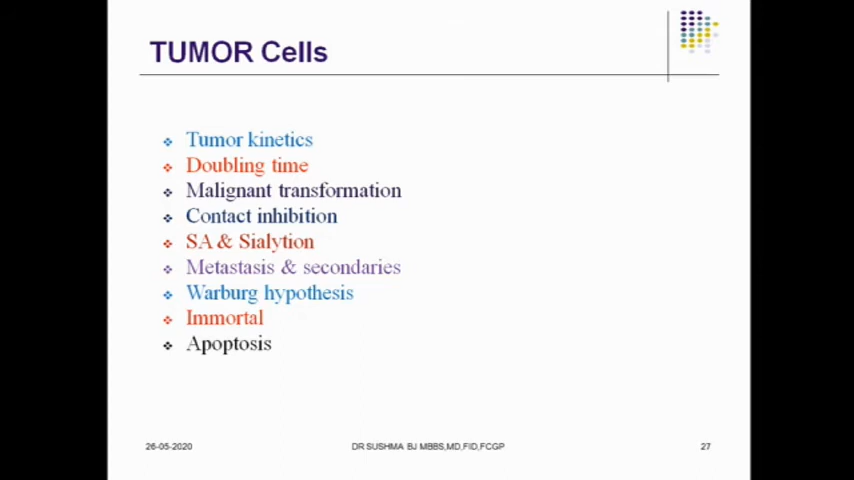 TUMOR Cells
Tumor kinetics
Doubling time
Malignant transformation
Contact inhibition
SA & Sialytion
Metastasis & secondaries
Warburg hypothesis
Immortal
Apoptosis
26-05-2020 DR SUSHMA BJ MBBS,MD,FID,FCGP 27